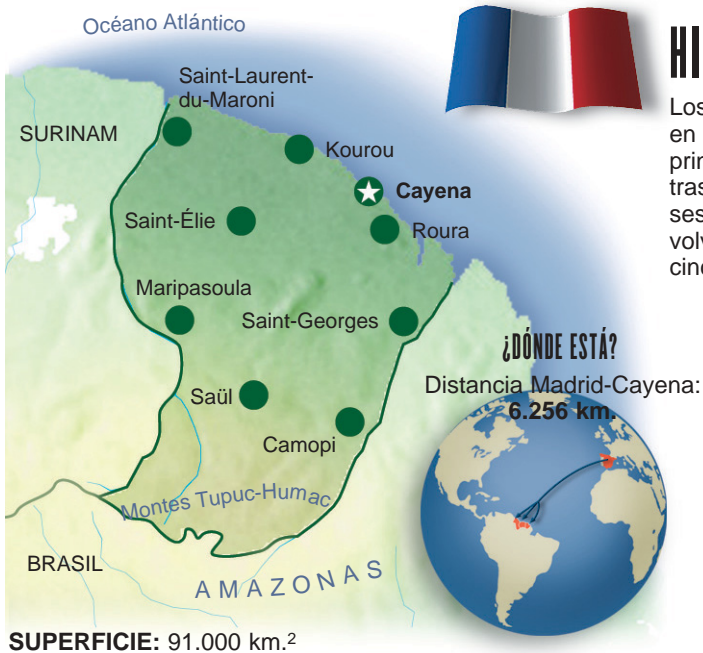 Océano Atlántico
Saint-Laurent-
du-Maroni
SURINAM
Kourou
Cayena
Saint-Élie
Roura
Maripasoula
Saint-Georges
Saül
Camopi
Montes Tupuc-Humac
BRASIL
AMAZONAS
SUPERFICIE: 91.000 km.²
HI
Los
en
prin
tras
ses
volv
cinc
¿DÓNDE ESTÁ?
Distancia Madrid-Cayena:
6.256 km.